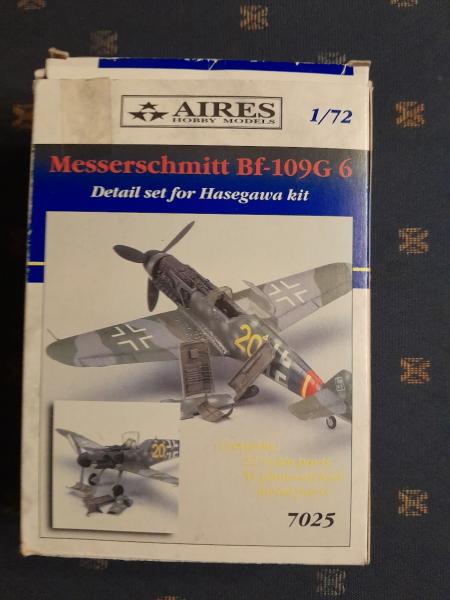 AIRES
HOBBY MODELS
1/72
Messerschmitt Bf-109G 6
Detail set for Hasegawa kit
20
20
7025